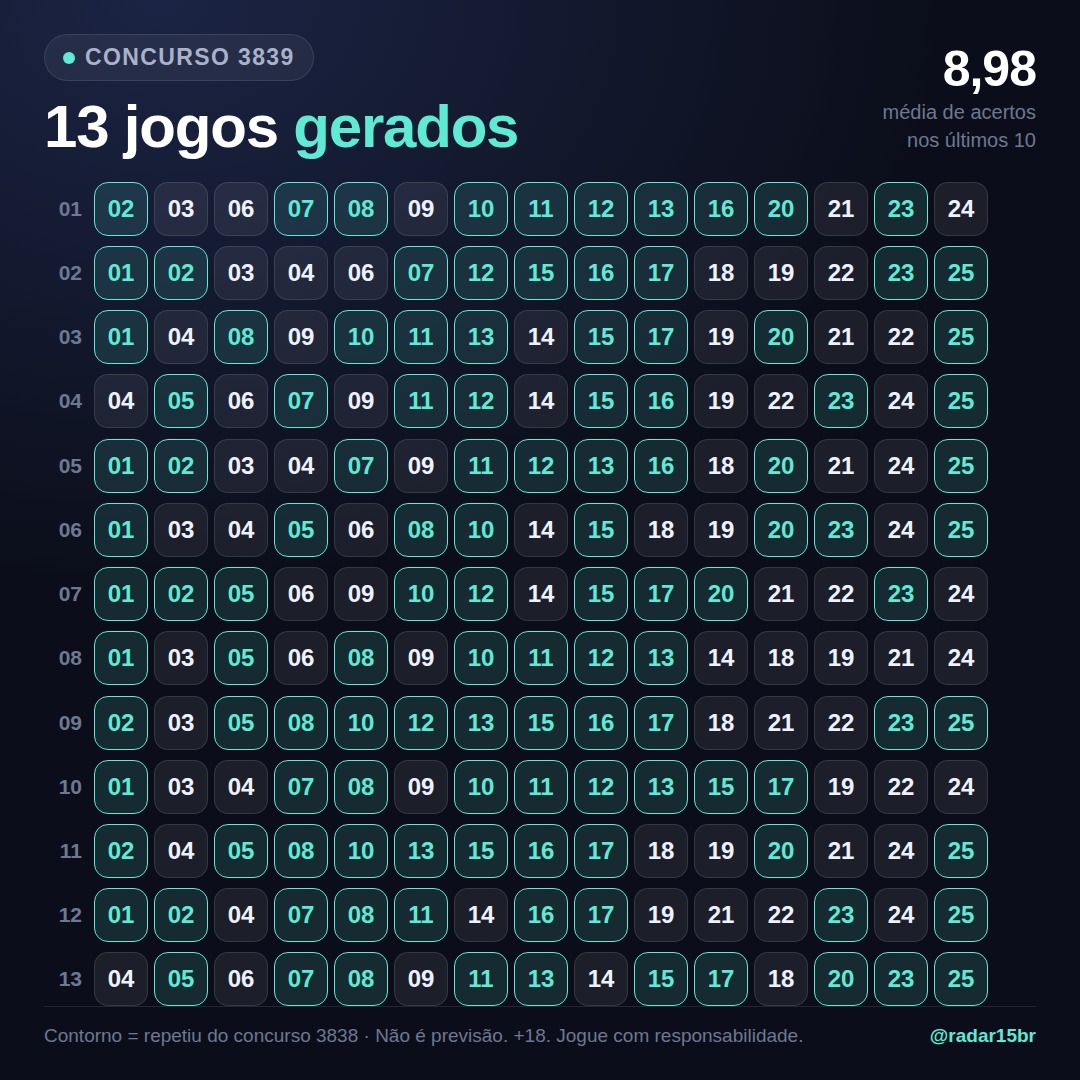 CONCURSO 3839
8,98
13 jogos gerados
média de acertos
nos últimos 10
01 02 03 06 07 08 09 10 11 12 13 16 20 21 23 24
02 01 02 03 04 06 07 12 15 16 17 18 19 22 23 25
03 01 04 08 09 10 11 13 14 15 17 19 20 21 22 25
04 04 05 06 07 09 11 12 14 15 16 19 22 23 24 25
05 01 02 03 04 07 09 11 12 13 16 18 20 21 24 25
06 01 03 04 05 06 08 10 14 15 18 19 20 23 24 25
07 01 02 05 06 09 10 12 14 15 17 20 21 22 23 24
08 01 03 05 06 08 09 10 11 12 13 14 18 19 21 24
09 02 03 05 08 10 12 13 15 16 17 18 21 22 23 25
10 01 03 04 07 08 09 10 11 12 13 15 17 19 22 24
11 02 04 05 08 10 13 15 16 17 18 19 20 21 24 25
12 01 02 04 07 08 11 14 16 17 19 21 22 23 24 25
13 04 05 06 07 08 09 11 13 14 15 17 18 20 23 25
Contorno = repetiu do concurso 3838 · Não é previsão. +18. Jogue com responsabilidade.
@radar15br